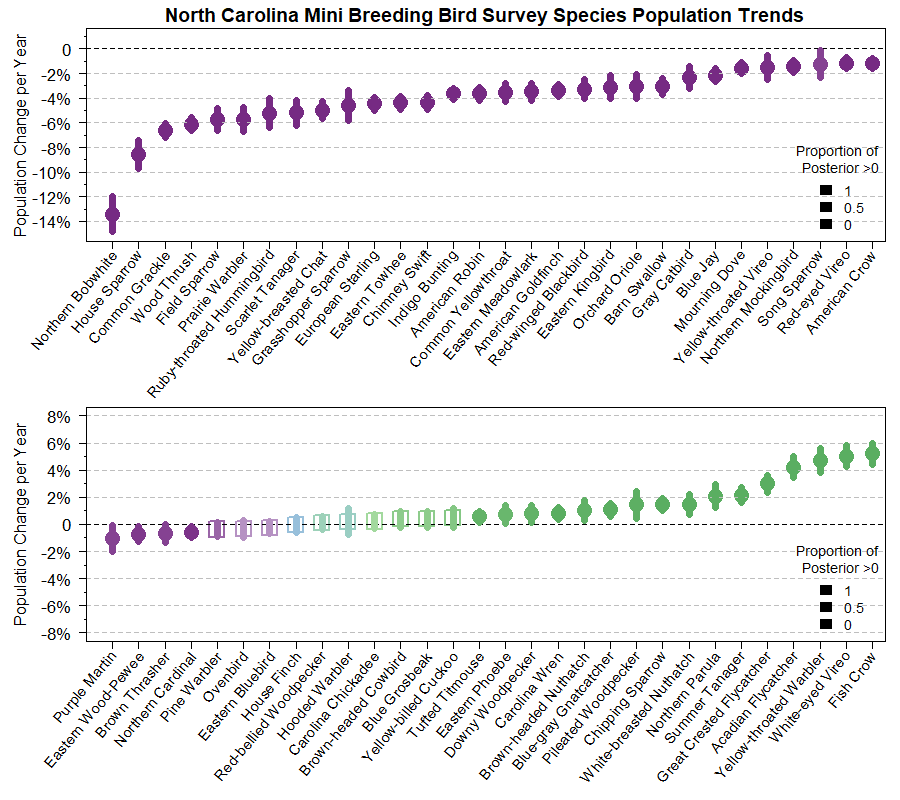 North Carolina Mini Breeding Bird Survey Species Population Trends
Population Change per Year
0
-2%
-4%
-6%
-8%
-10%
-12%
-14%
Proportion of
Posterior >0
1
0.5
0
Northern Bobwhite
House Sparrow
Common Grackle
Wood Thrush
Field Sparrow
Prairie Warbler
Ruby-throated Hummingbird
Scarlet Tanager
Yellow-breasted Chat
Grasshopper Sparrow
European Starling
Eastern Towhee
Chimney Swift
Indigo Bunting
American Robin
Common Yellowthroat
Eastern Meadowlark
American Goldfinch
Red-winged Blackbird
Eastern Kingbird
Orchard Oriole
Barn Swallow
Gray Catbird
Blue Jay
Mourning Dove
Yellow-throated Vireo
Northern Mockingbird
Song Sparrow
Red-eyed Vireo
American Crow
Population Change per Year
8%
6%
4%
2%
0
-2%
-4%
-6%
-8%
Proportion of
Posterior >0
1
0.5
0
Purple Martin
Eastern Wood-Pewee
Brown Thrasher
Northern Cardinal
Pine Warbler
Ovenbird
Eastern Bluebird
House Finch
Red-bellied Woodpecker
Hooded Warbler
Carolina Chickadee
Brown-headed Cowbird
Blue Grosbeak
Yellow-billed Cuckoo
Tufted Titmouse
Eastern Phoebe
Downy Woodpecker
Carolina Wren
Brown-headed Nuthatch
Blue-gray Gnatcatcher
Pileated Woodpecker
Chipping Sparrow
White-breasted Nuthatch
Northern Parula
Summer Tanager
Great Crested Flycatcher
Acadian Flycatcher
Yellow-throated Warbler
White-eyed Vireo
Fish Crow